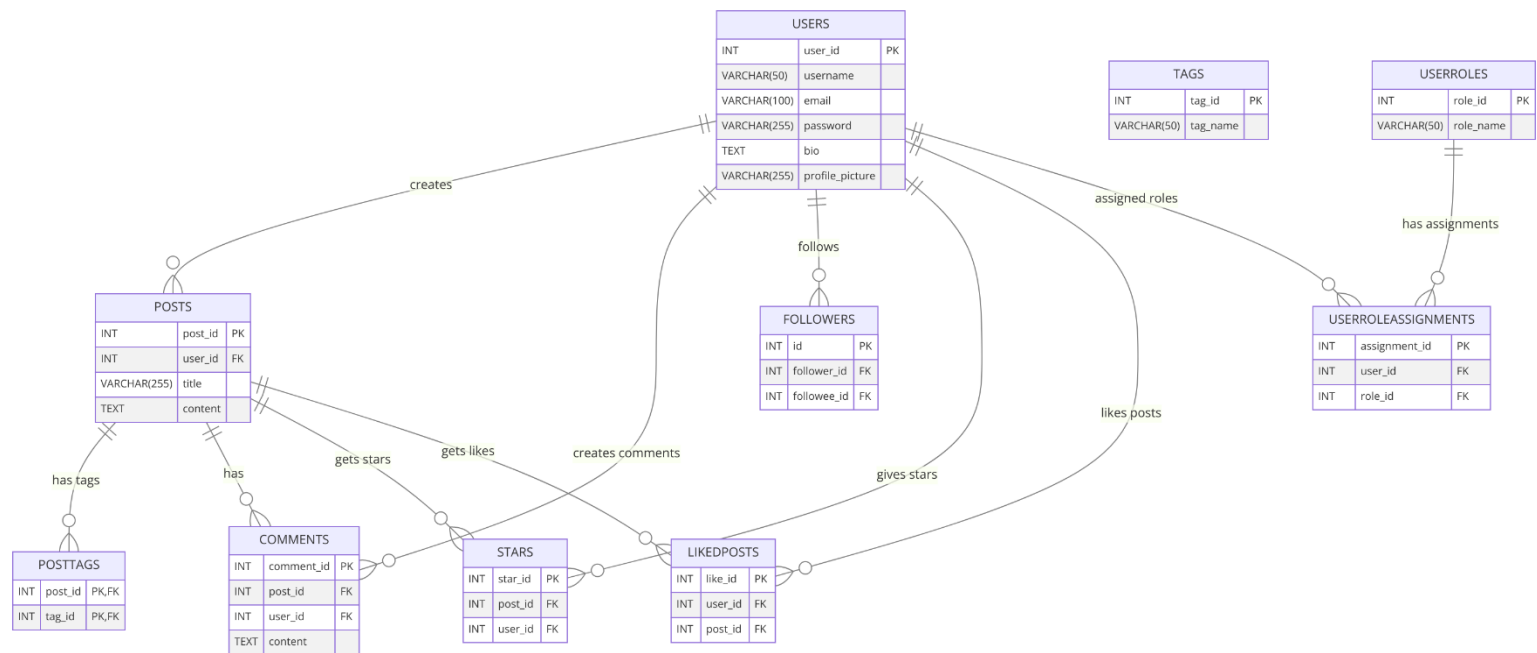 USERS
INT user_id PK
VARCHAR(50) username
VARCHAR(100) email
VARCHAR(255) password
TEXT bio
VARCHAR(255) profile_picture
TAGS
INT tag_id PK
VARCHAR(50) tag_name
USERROLES
INT role_id PK
VARCHAR(50) role_name
creates
assigned roles
has assignments
follows
POSTS
INT post_id PK
INT user_id FK
VARCHAR(255) title
TEXT content
FOLLOWERS
INT id PK
INT follower_id FK
INT followee_id FK
USERROLEASSIGNMENTS
INT assignment_id PK
INT user_id FK
INT role_id FK
likes posts
gets likes
creates comments
gets stars
has
has tags
gives stars
POSTTAGS
INT post_id PK,FK
INT tag_id PK,FK
COMMENTS
INT comment_id PK
INT post_id FK
INT user_id FK
TEXT content
STARS
INT star_id PK
INT post_id FK
INT user_id FK
LIKEDPOSTS
INT like_id PK
INT user_id FK
INT post_id FK